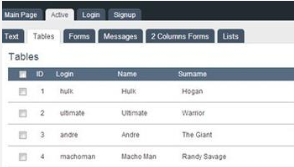 Main Page Active Login Signup
Text Tables Forms Messages 2 Columns Forms Lists
Tables
ID Login Name Surname
1 hulk Hulk Hogan
2 ultimate Ultimate Warrior
3 andre Andre The Giant
4 machoman Macho Man Randy Savage